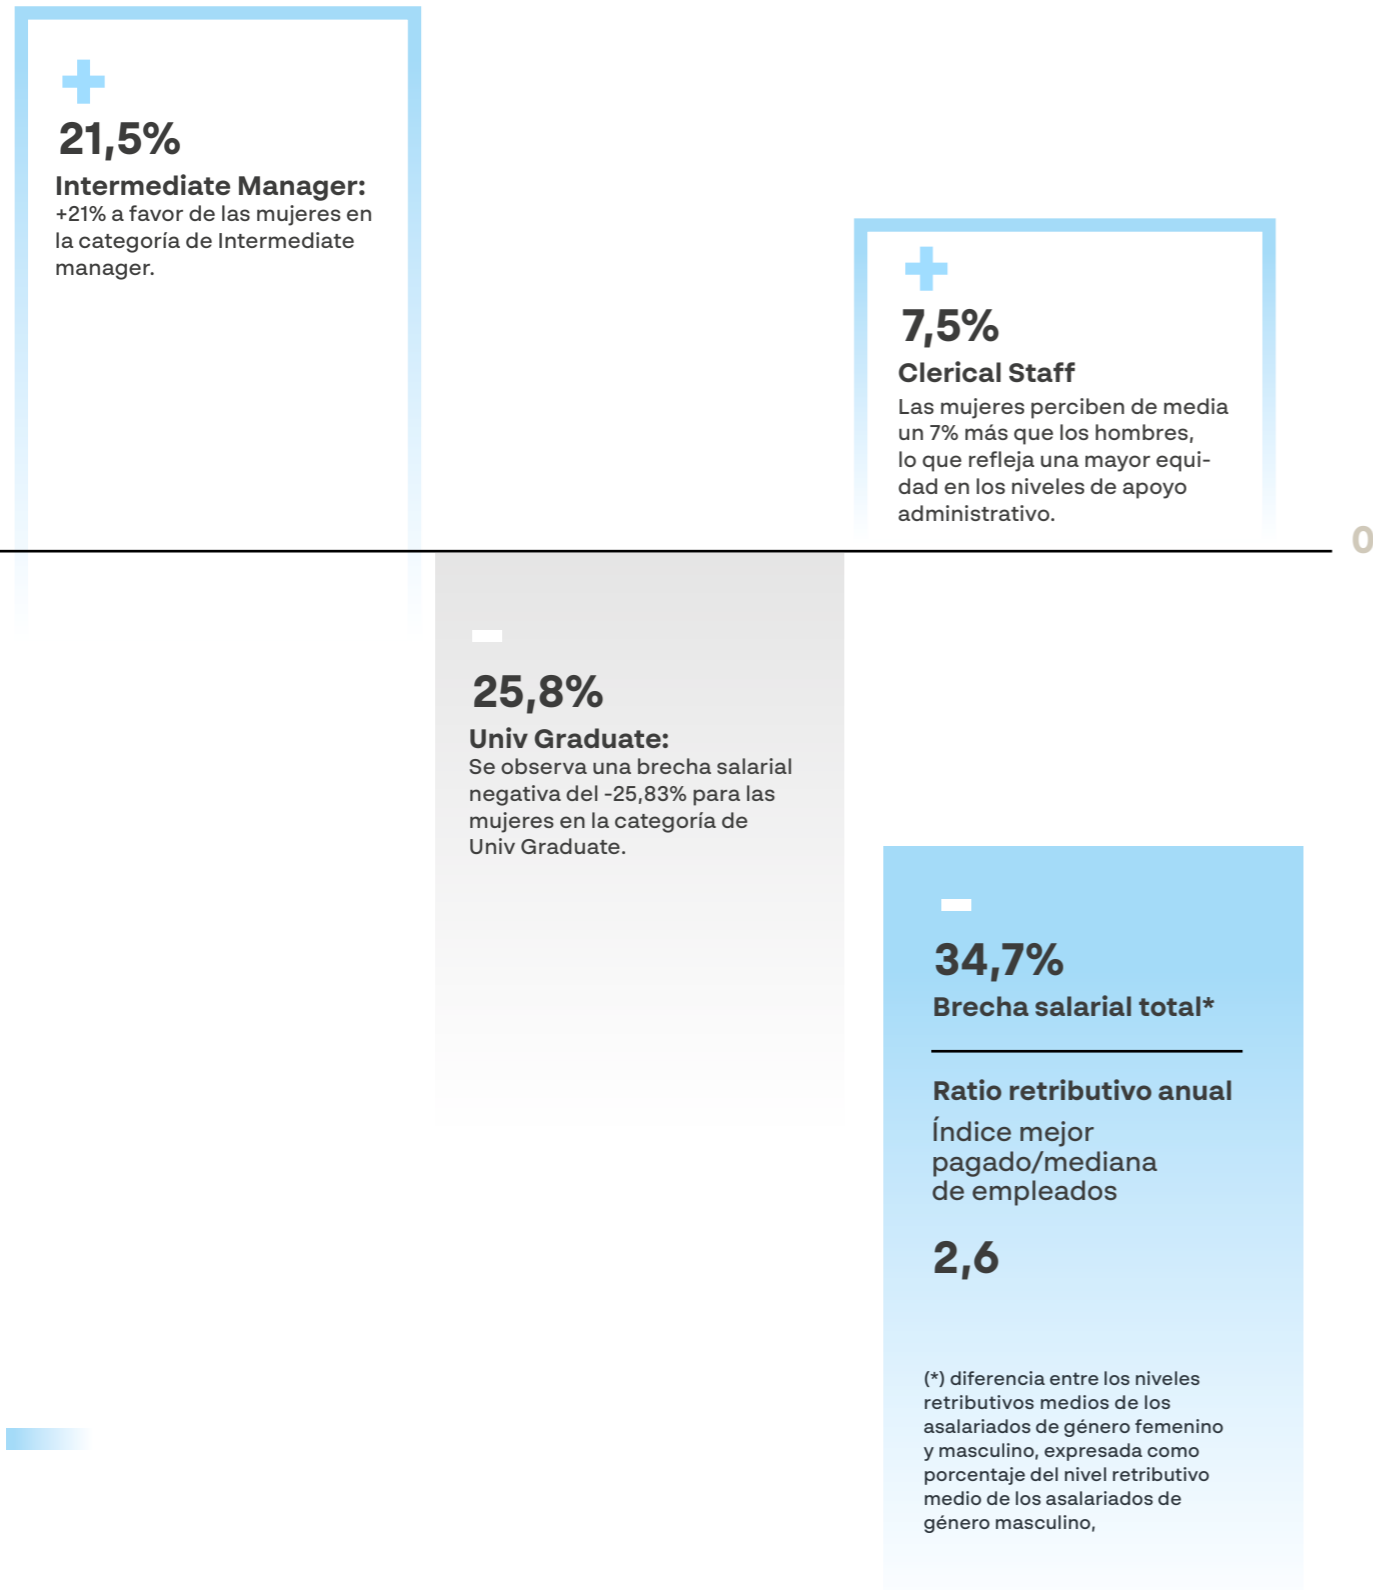 +
21,5%
Intermediate Manager:
+21% a favor de las mujeres en
la categoría de Intermediate
manager.
+
7,5%
Clerical Staff
Las mujeres perciben de media
un 7% más que los hombres,
lo que refleja una mayor equi-
dad en los niveles de apoyo
administrativo.
0
-
25,8%
Univ Graduate:
Se observa una brecha salarial
negativa del -25,83% para las
mujeres en la categoría de
Univ Graduate.
-
34,7%
Brecha salarial total*
Ratio retributivo anual
Índice mejor
pagado/mediana
de empleados
2,6
(*) diferencia entre los niveles
retributivos medios de los
asalariados de género femenino
y masculino, expresada como
porcentaje del nivel retributivo
medio de los asalariados de
género masculino,